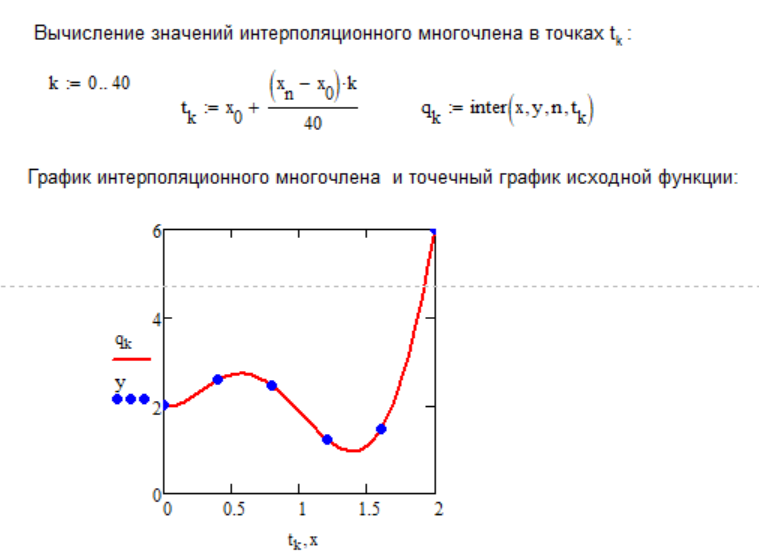 Вычисление значений интерполяционного многочлена в точках t_k :
k := 0.. 40
t_k := x_0 + (x_n − x_0)·k / 40
q_k := inter(x, y, n, t_k)
График интерполяционного многочлена и точечный график исходной функции:
6
4
q_k
y
2
0
0 0.5 1 1.5 2
t_k, x